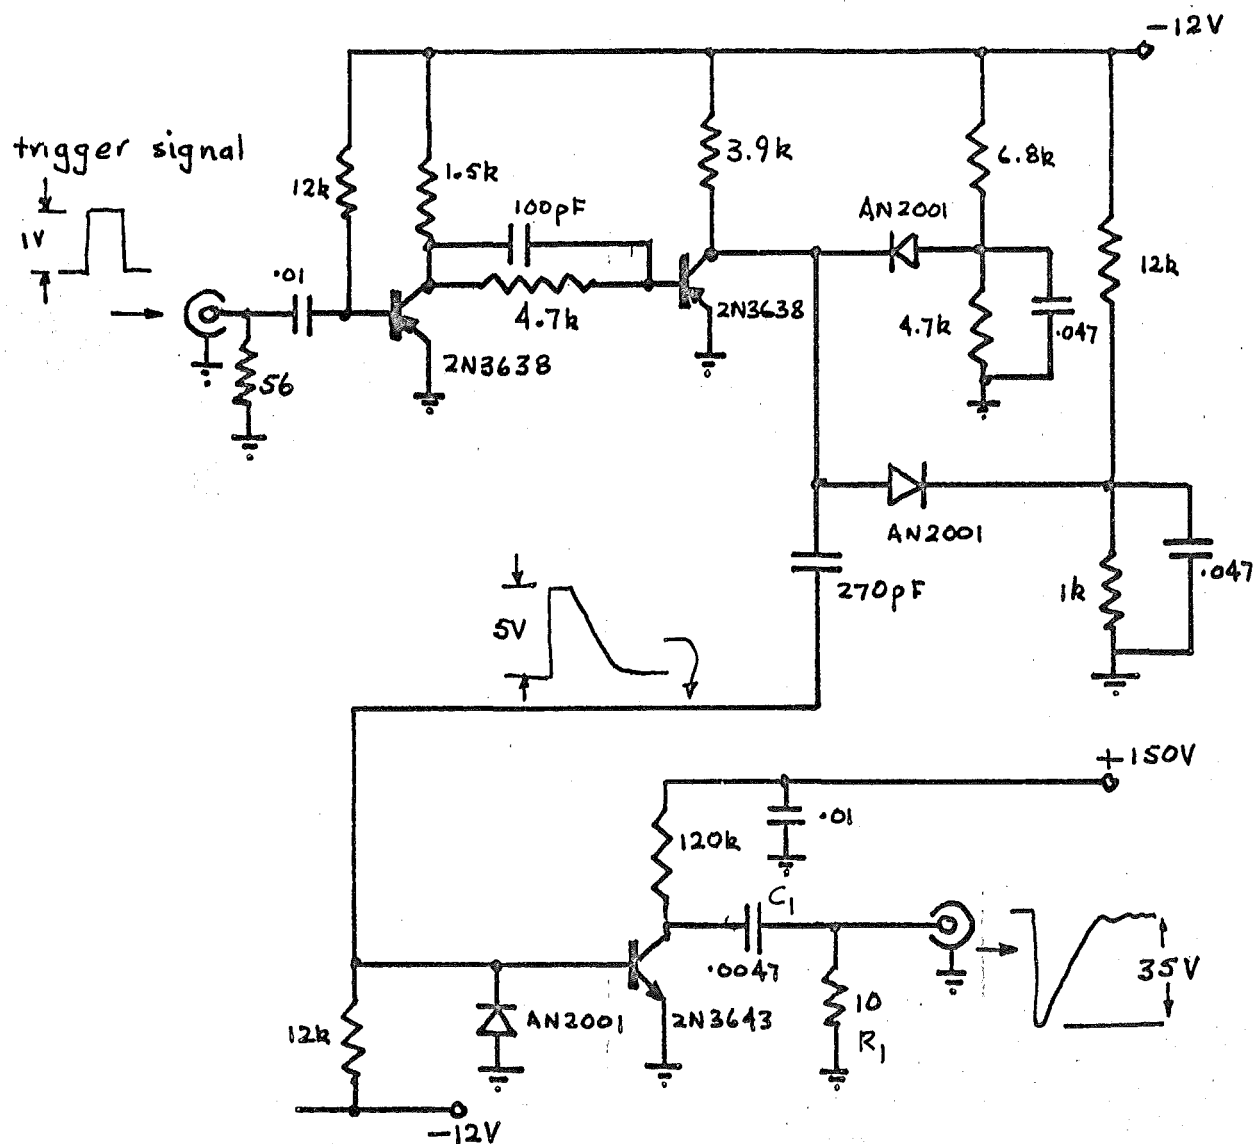 -12V
trigger signal
1V
12k
1.5k
100pF
3.9k
6.8k
AN2001
12k
.01
4.7k
2N3638
4.7k
.047
56
2N3638
AN2001
270pF
1k
.047
5V
+150V
120k
.01
C1
.0047
35V
12k
AN2001
2N3643
10
R1
-12V